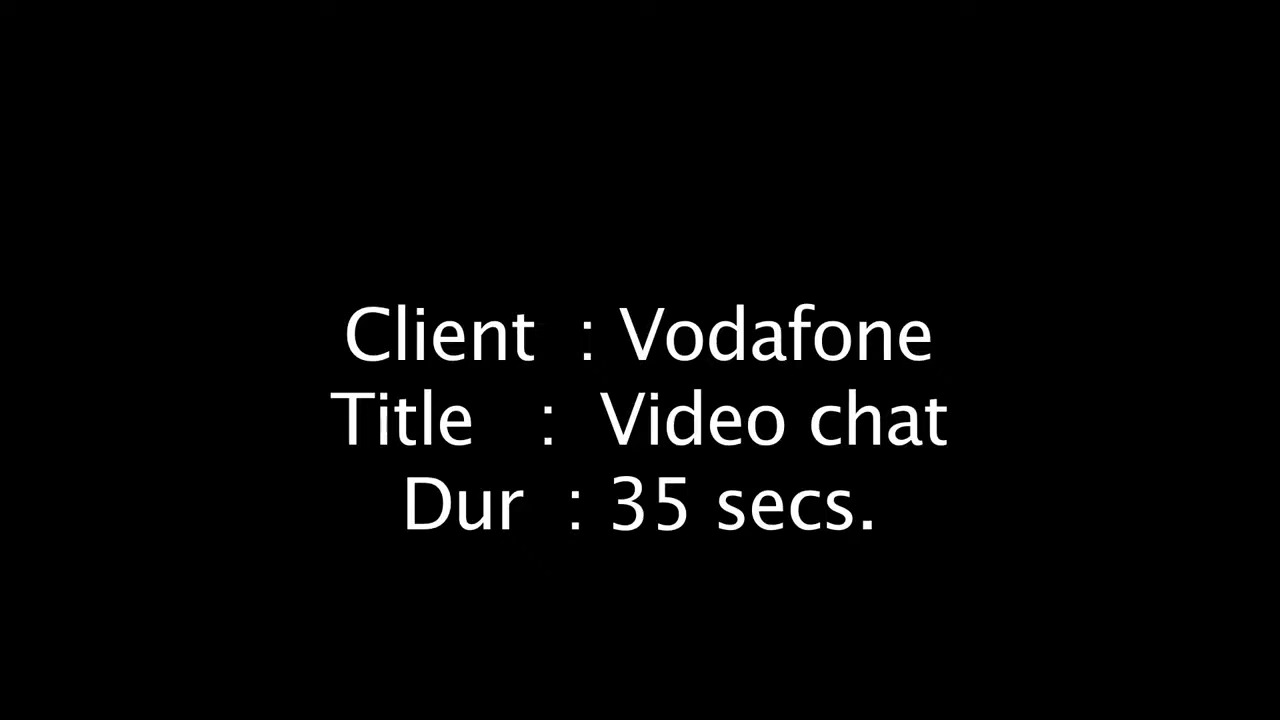 Client : Vodafone
Title : Video chat
Dur : 35 secs.